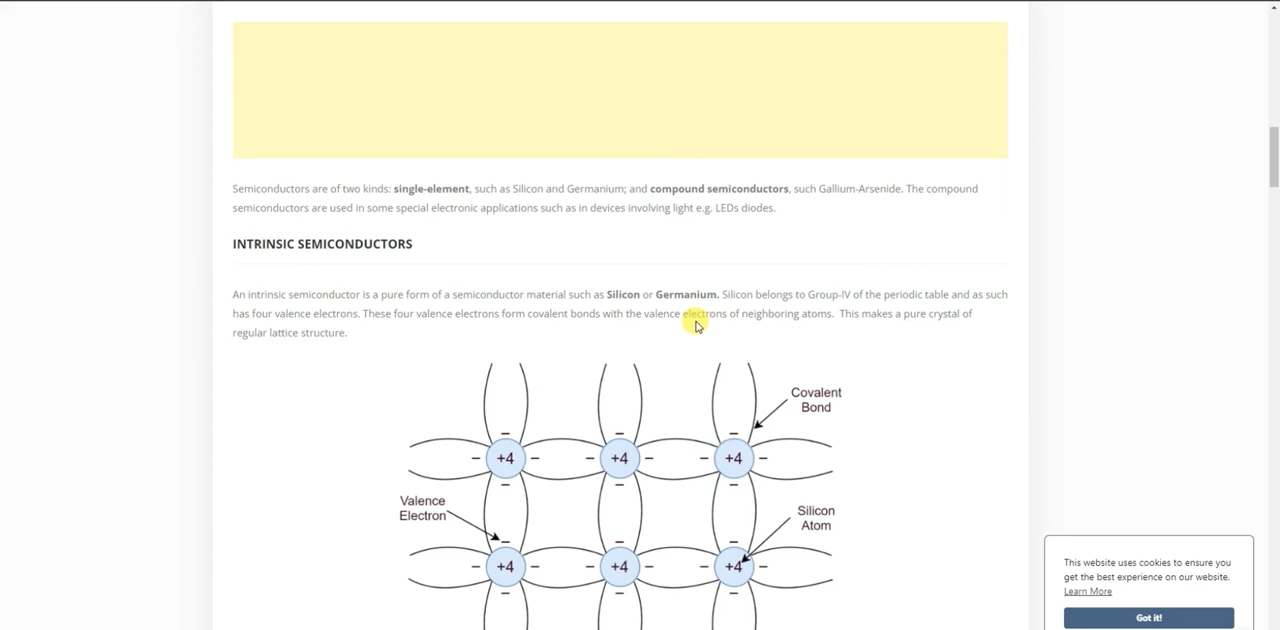 Semiconductors are of two kinds: single-element, such as Silicon and Germanium; and compound semiconductors, such Gallium-Arsenide. The compound
semiconductors are used in some special electronic applications such as in devices involving light e.g. LEDs diodes.
INTRINSIC SEMICONDUCTORS
An intrinsic semiconductor is a pure form of a semiconductor material such as Silicon or Germanium. Silicon belongs to Group-IV of the periodic table and as such
has four valence electrons. These four valence electrons form covalent bonds with the valence electrons of neighboring atoms. This makes a pure crystal of
regular lattice structure.
Covalent
Bond
−
−
−
− +4 −
− +4 −
− +4 −
−
−
−
Valence
Electron
Silicon
Atom
−
−
−
− +4 −
− +4 −
− +4 −
−
−
−
This website uses cookies to ensure you
get the best experience on our website.
Learn More
Got it!